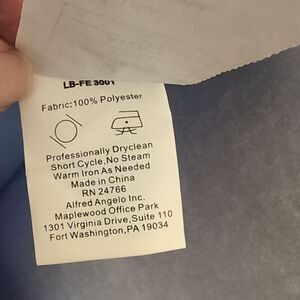 LB-FE 3001
Fabric:100% Polyester
Professionally Dryclean
Short Cycle,No Steam
Warm Iron As Needed
Made in China
RN 24766
Alfred Angelo Inc.
Maplewood Office Park
1301 Virginia Drive,Suite 110
Fort Washington,PA 19034